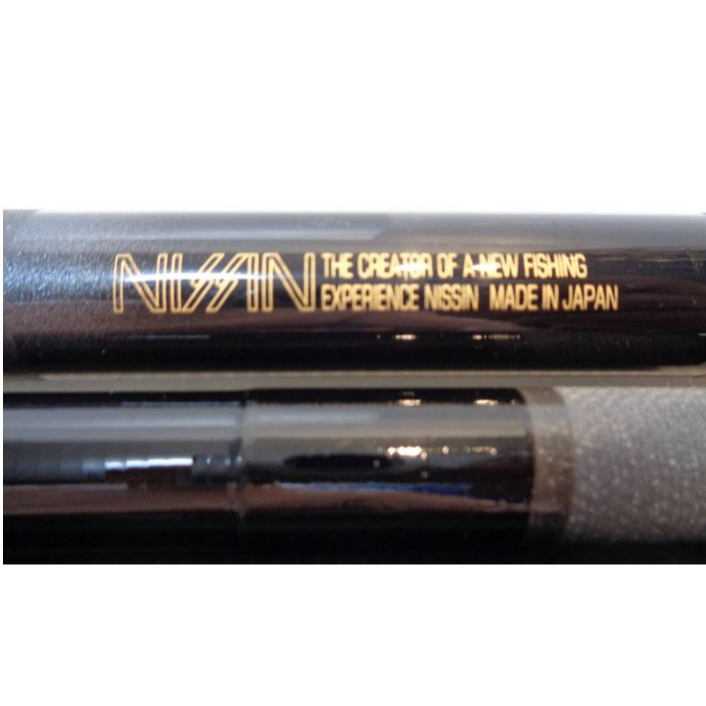 NISSIN
THE CREATOR OF A NEW FISHING
EXPERIENCE NISSIN MADE IN JAPAN